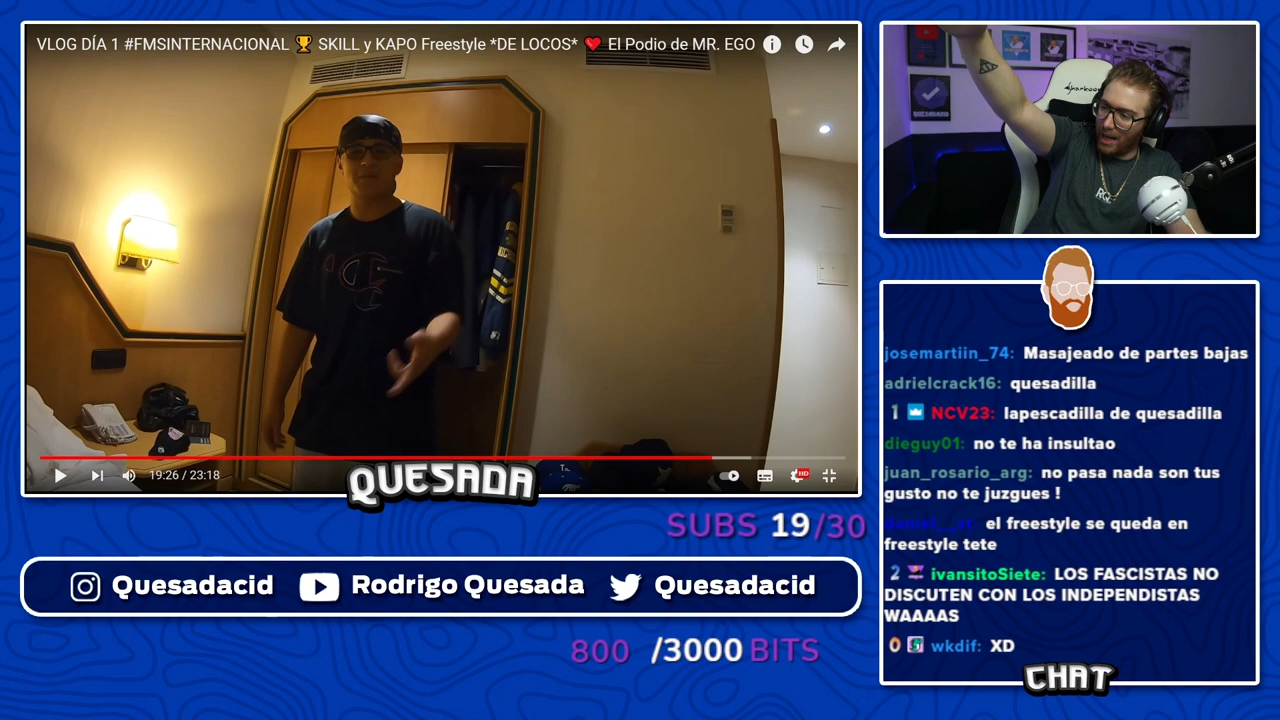 VLOG DÍA 1 #FMSINTERNACIONAL 🏆 SKILL y KAPO Freestyle *DE LOCOS* ❤️ El Podio de MR. EGO
19:26 / 23:18
HD
QUESADA
SUBS 19/30
Quesadacid Rodrigo Quesada Quesadacid
800 /3000 BITS
josemartiin_74: Masajeado de partes bajas
adrielcrack16: quesadilla
1 NCV23: lapescadilla de quesadilla
dieguy01: no te ha insultao
juan_rosario_arg: no pasa nada son tus
gusto no te juzgues !
el freestyle se queda en
freestyle tete
2 ivansitoSiete: LOS FASCISTAS NO
DISCUTEN CON LOS INDEPENDISTAS
WAAAAS
0 wkdif: XD
CHAT